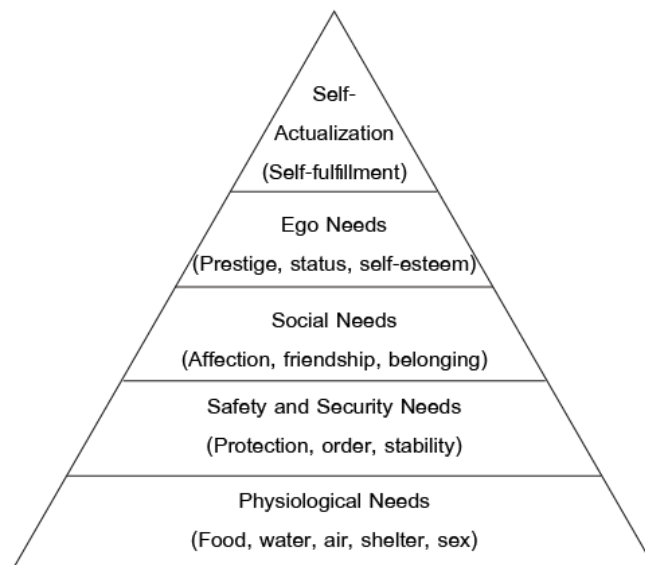 Self-
Actualization
(Self-fulfillment)
Ego Needs
(Prestige, status, self-esteem)
Social Needs
(Affection, friendship, belonging)
Safety and Security Needs
(Protection, order, stability)
Physiological Needs
(Food, water, air, shelter, sex)